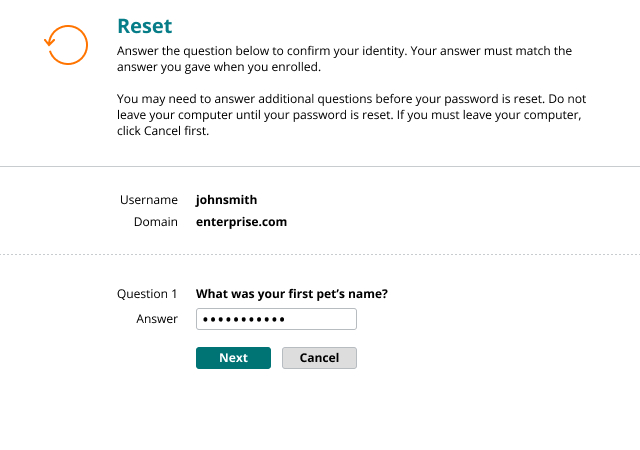 Reset
Answer the question below to confirm your identity. Your answer must match the
answer you gave when you enrolled.
You may need to answer additional questions before your password is reset. Do not
leave your computer until your password is reset. If you must leave your computer,
click Cancel first.
Username johnsmith
Domain enterprise.com
Question 1 What was your first pet’s name?
Answer •••••••••••
Next Cancel